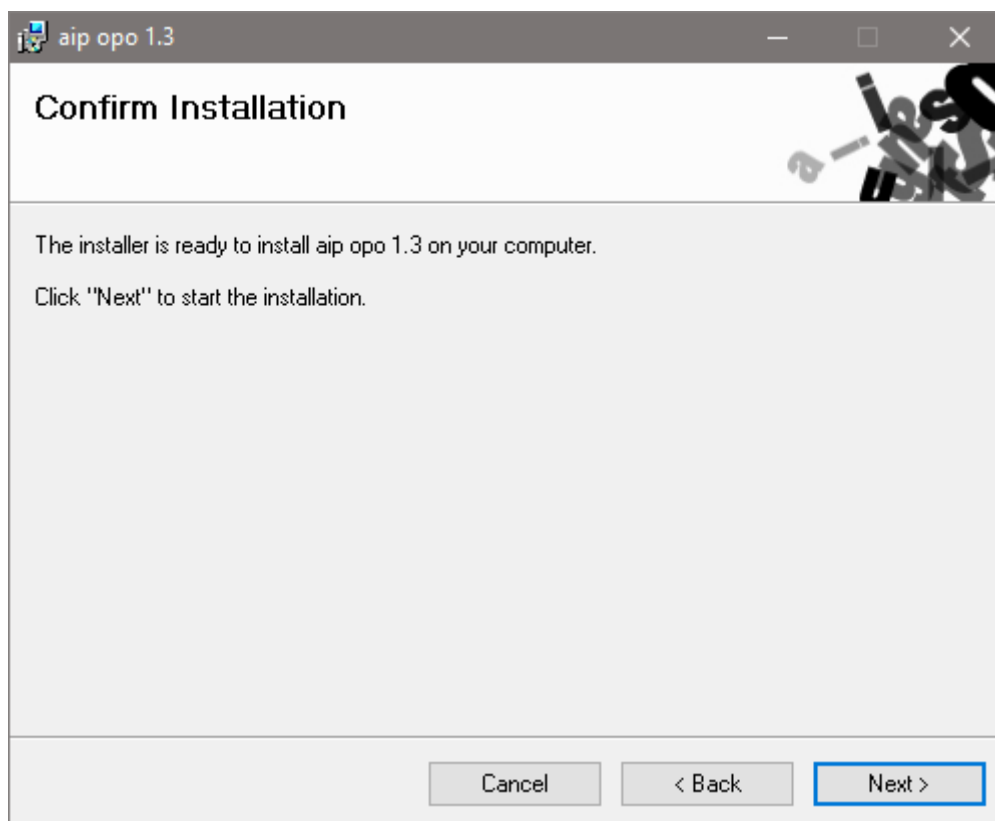 aip opo 1.3
Confirm Installation
The installer is ready to install aip opo 1.3 on your computer.
Click "Next" to start the installation.
Cancel
< Back
Next >